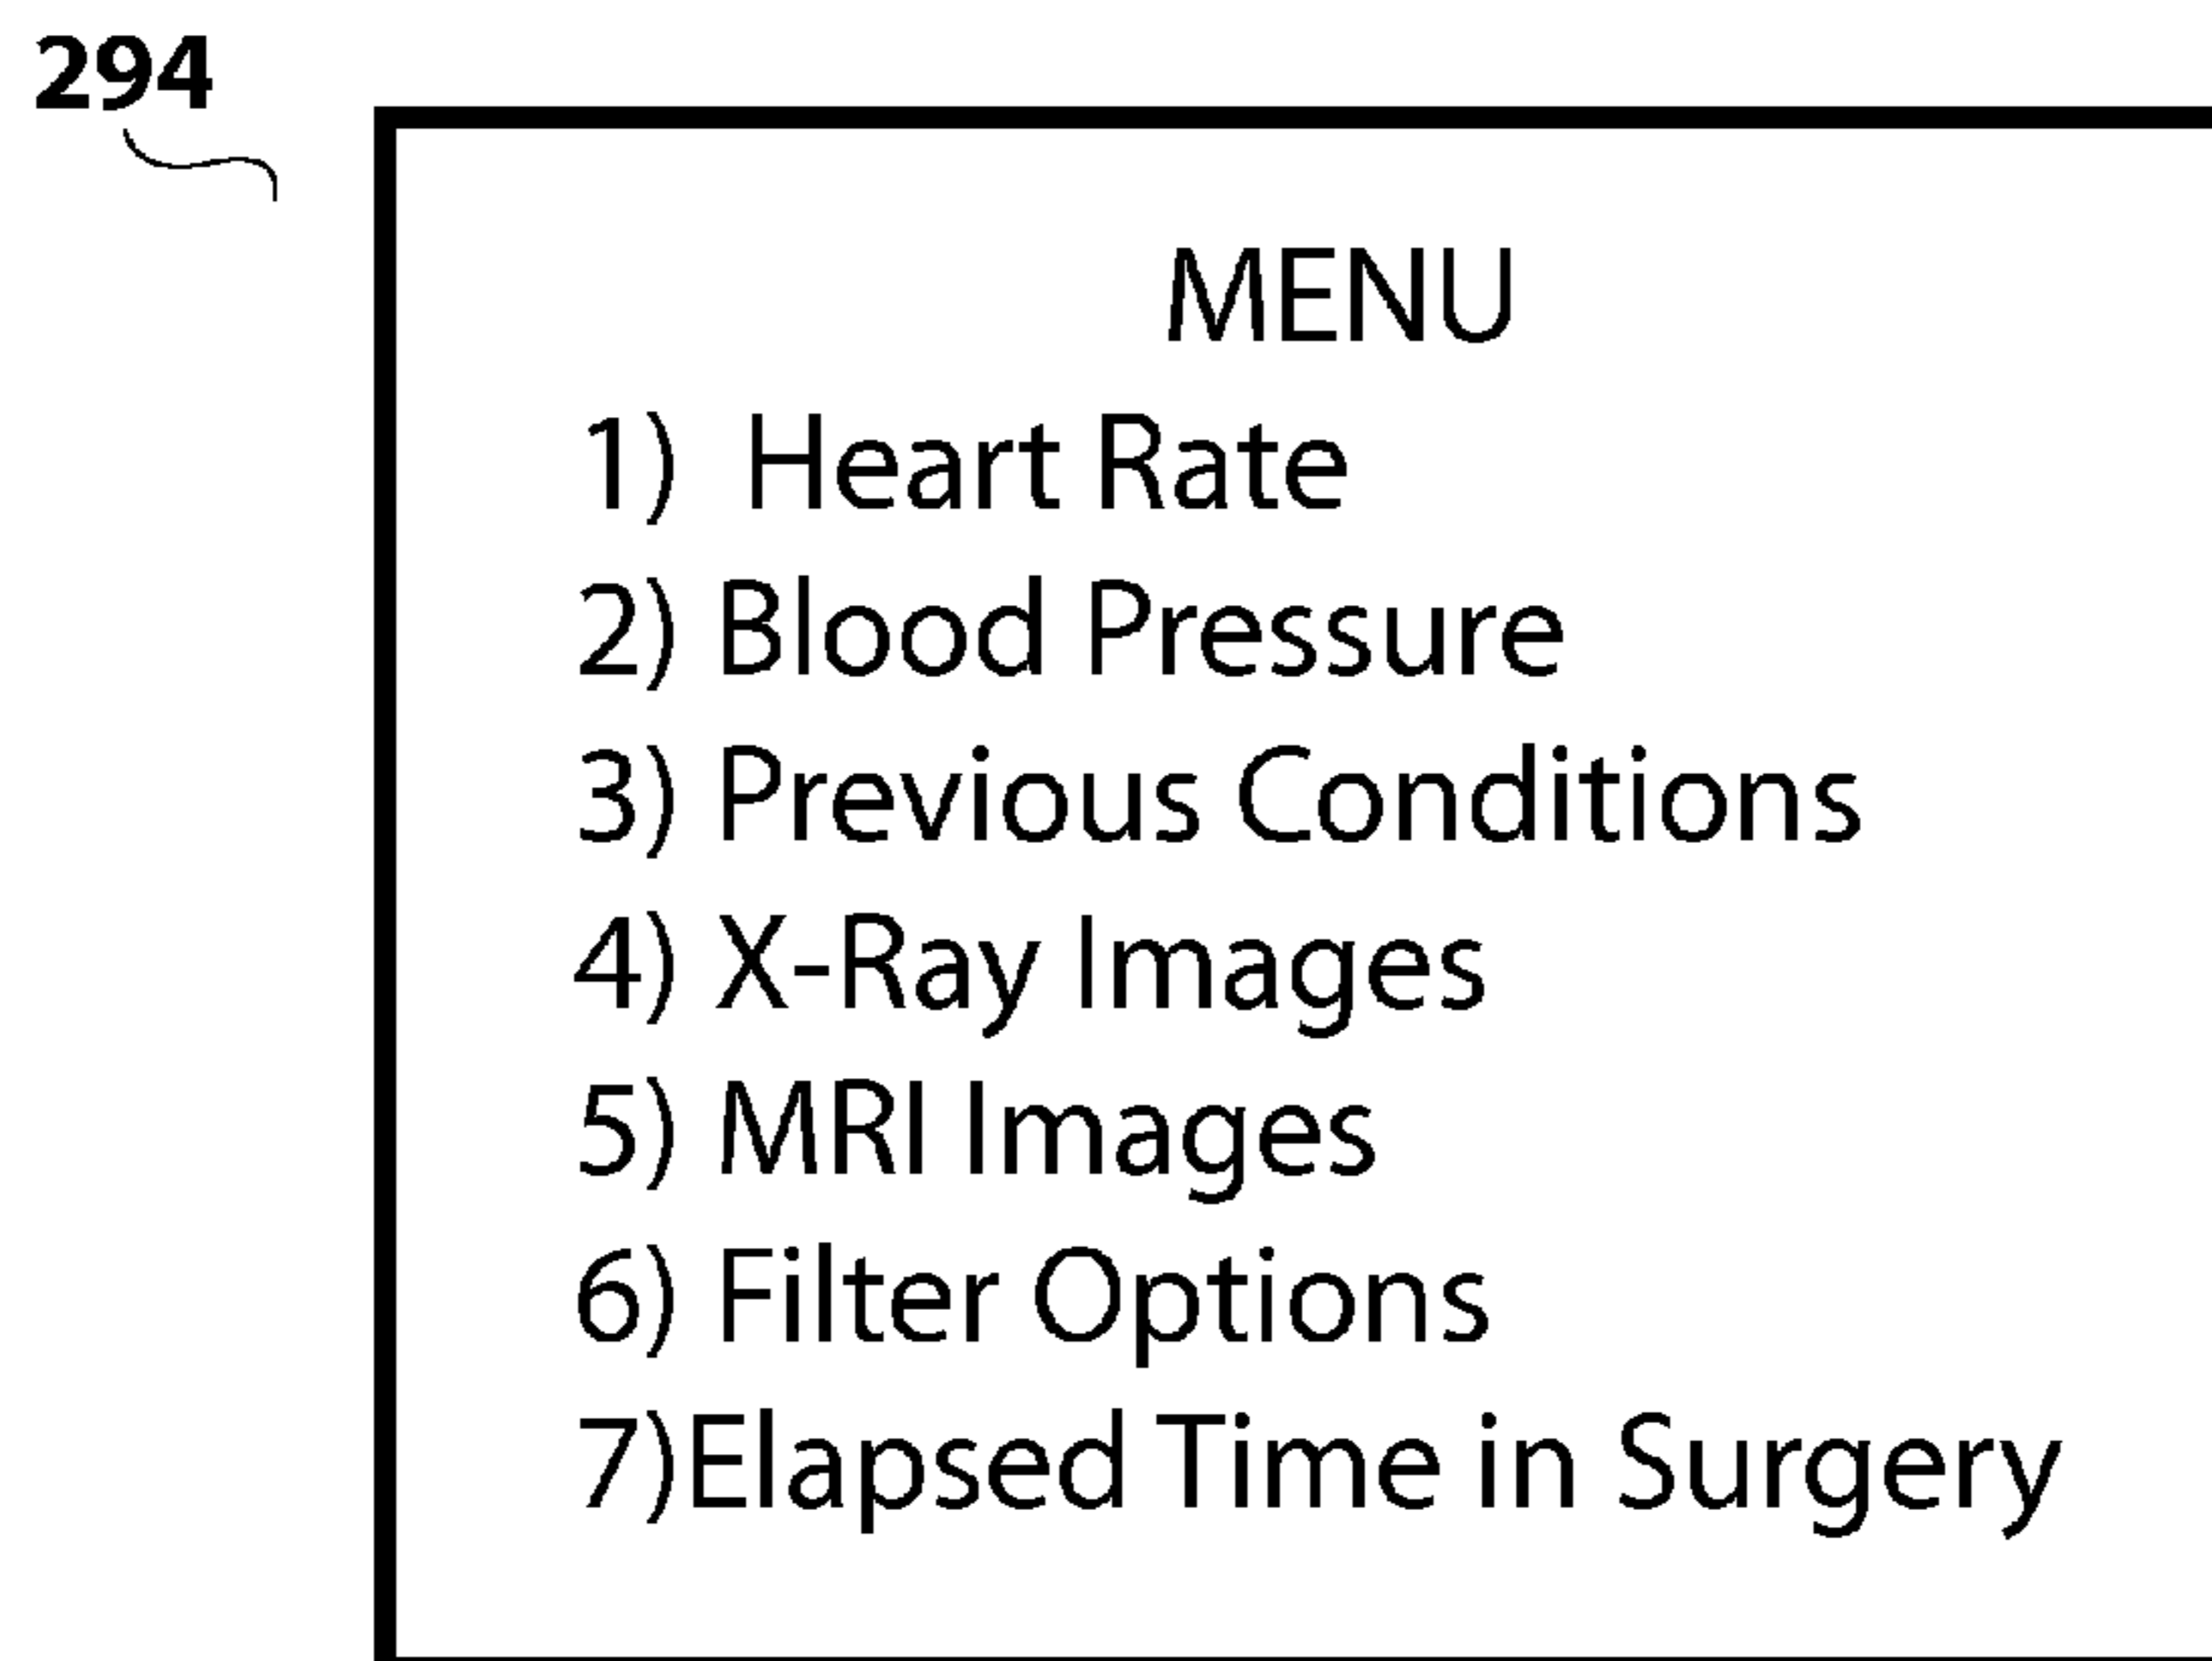 294
MENU
1) Heart Rate
2) Blood Pressure
3) Previous Conditions
4) X-Ray Images
5) MRI Images
6) Filter Options
7)Elapsed Time in Surgery